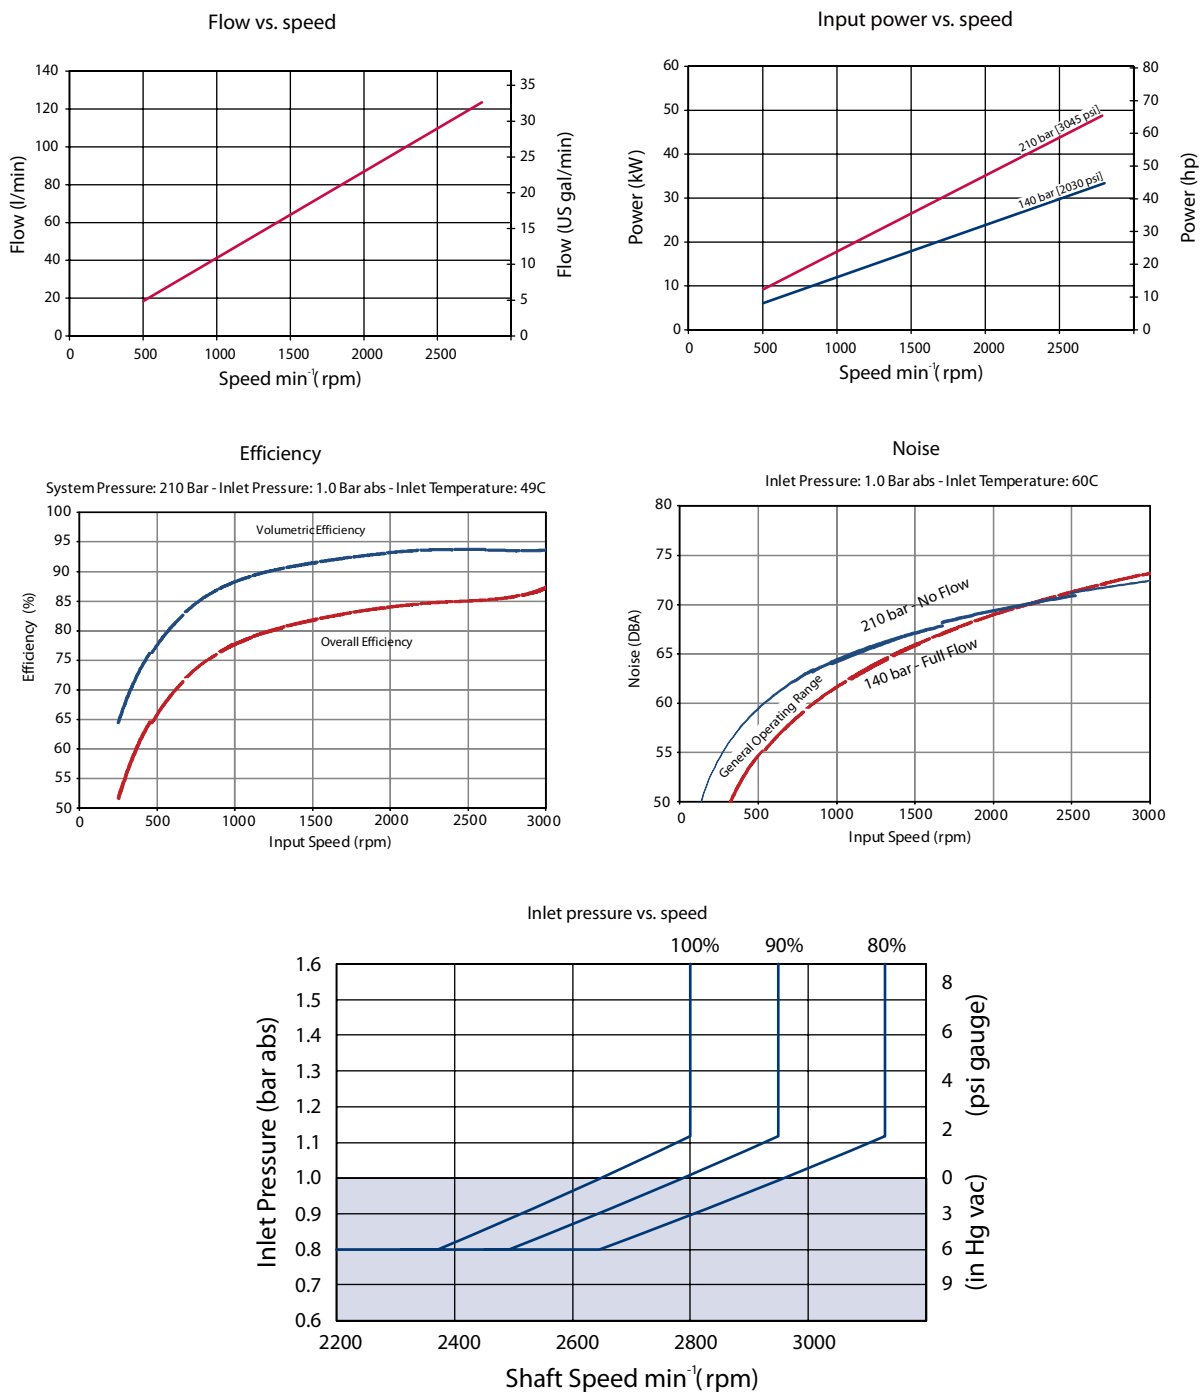 Flow vs. speed
140
120
100
80
60
40
20
0
Flow (l/min)
35
30
25
20
15
10
5
0
Flow (US gal/min)
0 500 1000 1500 2000 2500
Speed min-1( rpm)
Input power vs. speed
60
50
40
30
20
10
0
Power (kW)
210 bar [3045 psi]
140 bar [2030 psi]
80
70
60
50
40
30
20
10
0
Power (hp)
0 500 1000 1500 2000 2500
Speed min-1( rpm)
Efficiency
System Pressure: 210 Bar - Inlet Pressure: 1.0 Bar abs - Inlet Temperature: 49C
100
95
90
85
80
75
70
65
60
55
50
Efficiency (%)
Volumetric Efficiency
Overall Efficiency
0 500 1000 1500 2000 2500 3000
Input Speed (rpm)
Noise
Inlet Pressure: 1.0 Bar abs - Inlet Temperature: 60C
80
75
70
65
60
55
50
Noise (DBA)
210 bar - No Flow
140 bar - Full Flow
General Operating Range
0 500 1000 1500 2000 2500 3000
Input Speed (rpm)
Inlet pressure vs. speed
100% 90% 80%
1.6
1.5
1.4
1.3
1.2
1.1
1.0
0.9
0.8
0.7
0.6
Inlet Pressure (bar abs)
8
6
4
2
0
3
6
9
(psi gauge)
(in Hg vac)
2200 2400 2600 2800 3000
Shaft Speed min-1( rpm)